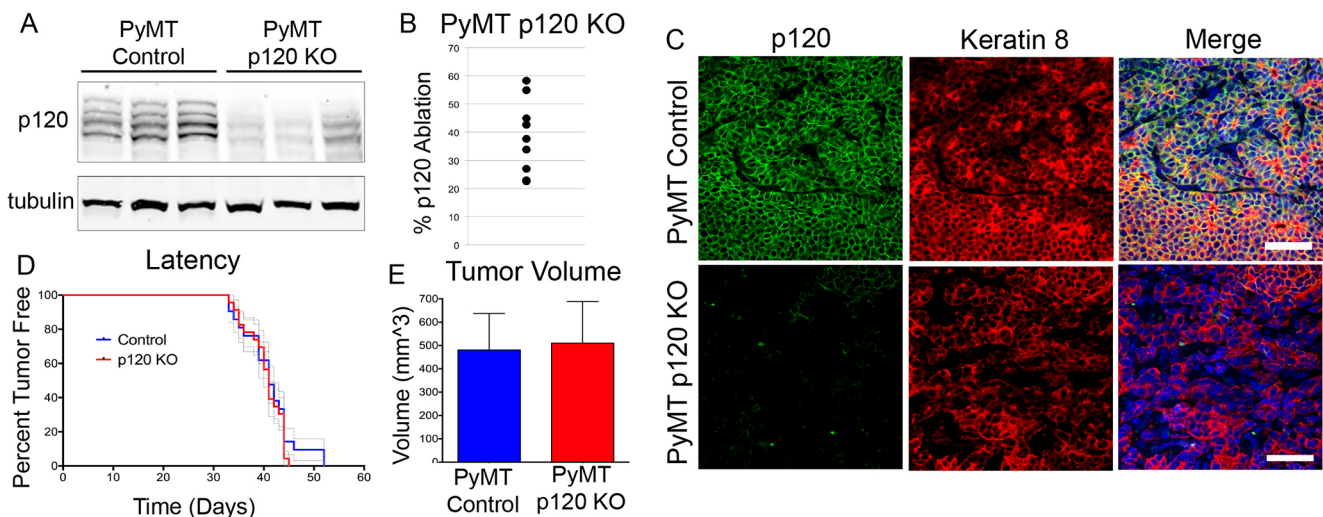 A
PyMT
Control
PyMT
p120 KO
p120
tubulin
B
PyMT p120 KO
% p120 Ablation
70
60
50
40
30
20
10
0
C
p120
Keratin 8
Merge
PyMT Control
PyMT p120 KO
D
Latency
Percent Tumor Free
100
80
60
40
20
0
Control
p120 KO
0
10
20
30
40
50
60
Time (Days)
E
Tumor Volume
Volume (mm^3)
700
600
500
400
300
200
100
0
PyMT
Control
PyMT
p120 KO